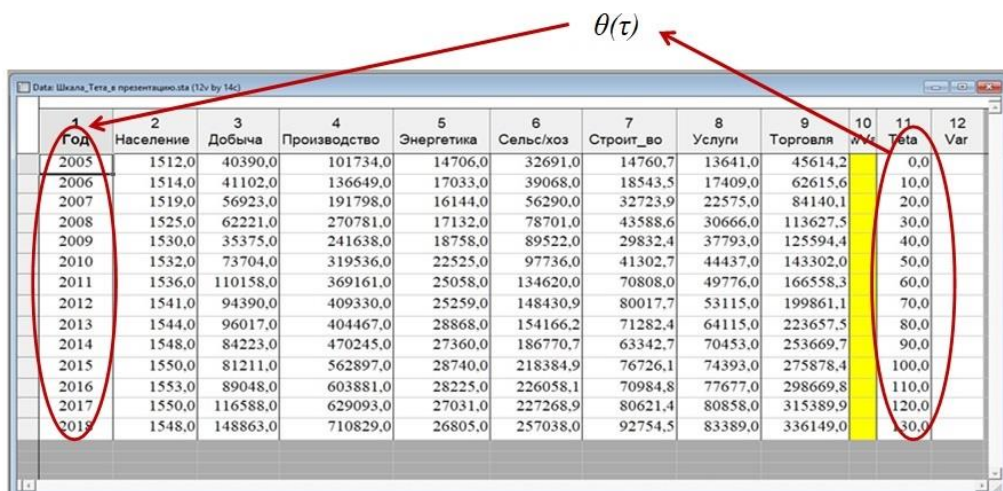 θ(τ)
Data: Шкала_Тета_в презентацию.sta (12v by 14c)
1 2 3 4 5 6 7 8 9 10 11 12
Год Население Добыча Производство Энергетика Сельс/хоз Строит_во Услуги Торговля Teta Var
2005 1512,0 40390,0 101734,0 14706,0 32691,0 14760,7 13641,0 45614,2 0,0
2006 1514,0 41102,0 136649,0 17033,0 39068,0 18543,5 17409,0 62615,6 10,0
2007 1519,0 56923,0 191798,0 16144,0 56290,0 32723,9 22575,0 84140,1 20,0
2008 1525,0 62221,0 270781,0 17132,0 78701,0 43588,6 30666,0 113627,5 30,0
2009 1530,0 35375,0 241638,0 18758,0 89522,0 29832,4 37793,0 125594,4 40,0
2010 1532,0 73704,0 319536,0 22525,0 97736,0 41302,7 44437,0 143302,0 50,0
2011 1536,0 110158,0 369161,0 25058,0 134620,0 70808,0 49776,0 166558,3 60,0
2012 1541,0 94390,0 409330,0 25259,0 148430,9 80017,7 53115,0 199861,1 70,0
2013 1544,0 96017,0 404467,0 28868,0 154166,2 71282,4 64115,0 223657,5 80,0
2014 1548,0 84223,0 470245,0 27360,0 186770,7 63342,7 70453,0 253669,7 90,0
2015 1550,0 81211,0 562897,0 28740,0 218384,9 76726,1 74393,0 275878,4 100,0
2016 1553,0 89048,0 603881,0 28225,0 226058,1 70984,8 77677,0 298669,8 110,0
2017 1550,0 116588,0 629093,0 27031,0 227268,9 80621,4 80858,0 315389,9 120,0
2018 1548,0 148863,0 710829,0 26805,0 257038,0 92754,5 83389,0 336149,0 130,0